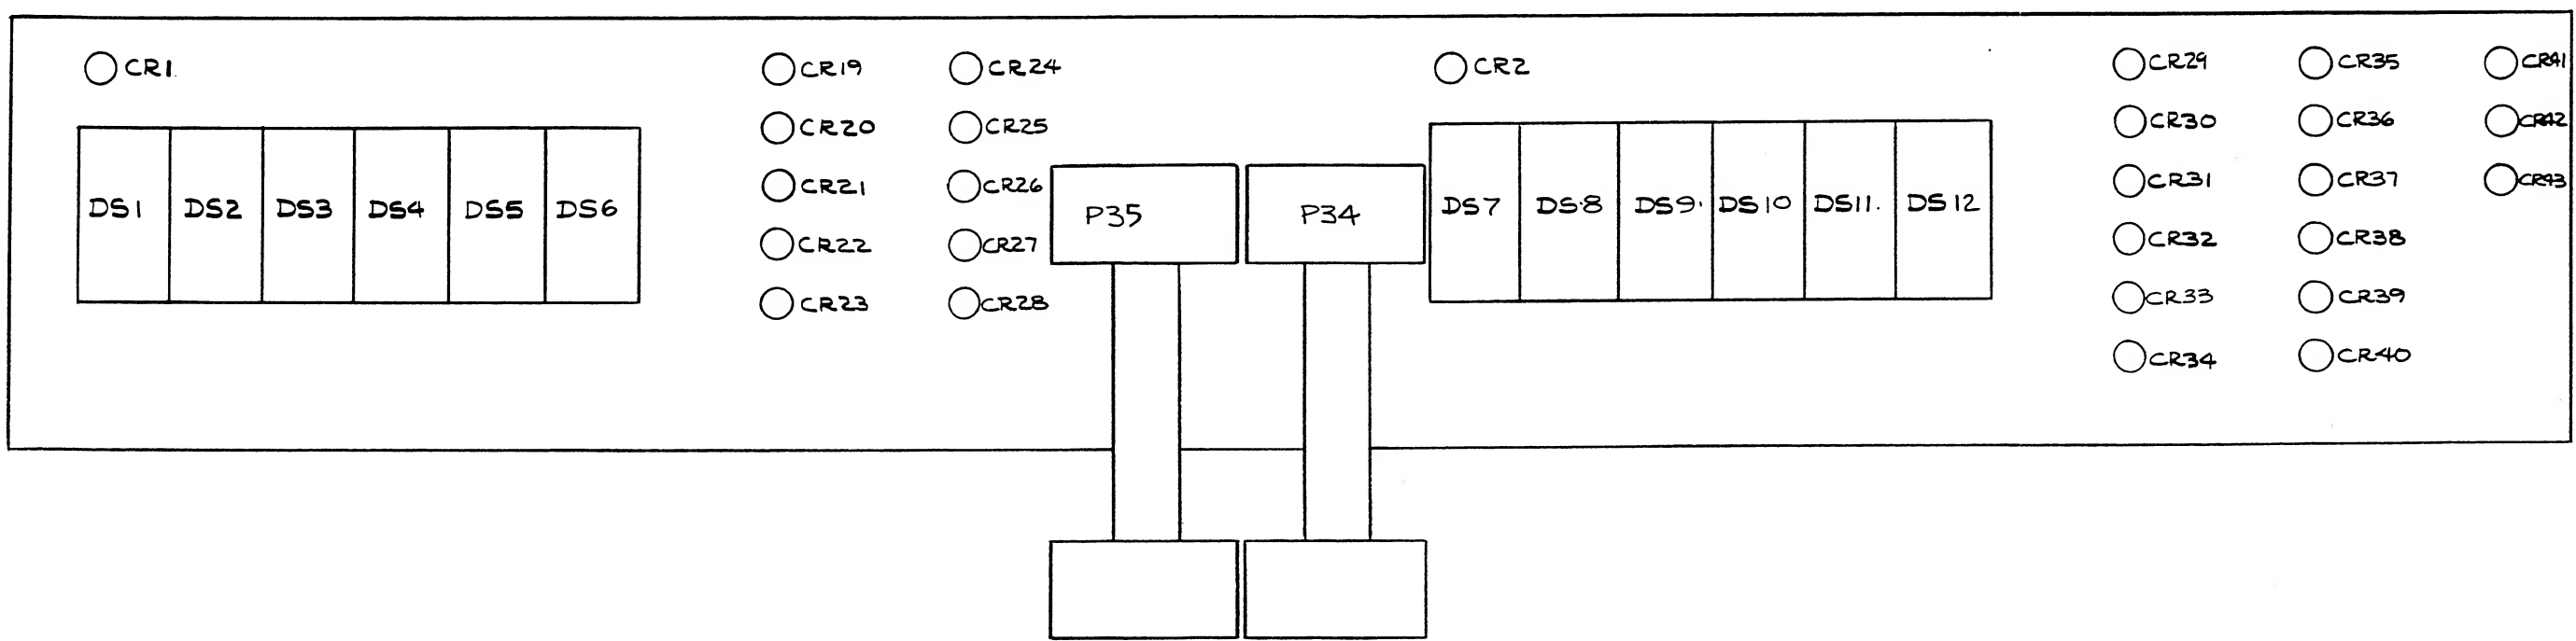 CR1 CR19 CR24 CR2 CR29 CR35 CR41
CR20 CR25 CR30 CR36 CR42
CR21 CR26 CR31 CR37 CR43
DS1 DS2 DS3 DS4 DS5 DS6 P35 P34 DS7 DS8 DS9 DS10 DS11 DS12
CR22 CR27 CR32 CR38
CR23 CR28 CR33 CR39
CR34 CR40